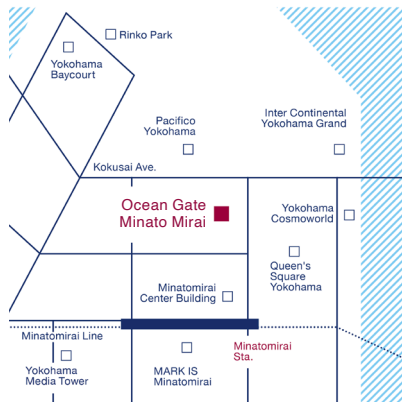 Rinko Park
Yokohama
Baycourt
Pacifico
Yokohama
Inter Continental
Yokohama Grand
Kokusai Ave.
Ocean Gate
Minato Mirai
Yokohama
Cosmoworld
Queen's
Square
Yokohama
Minatomirai
Center Building
Minatomirai Line
Minatomirai
Sta.
Yokohama
Media Tower
MARK IS
Minatomirai